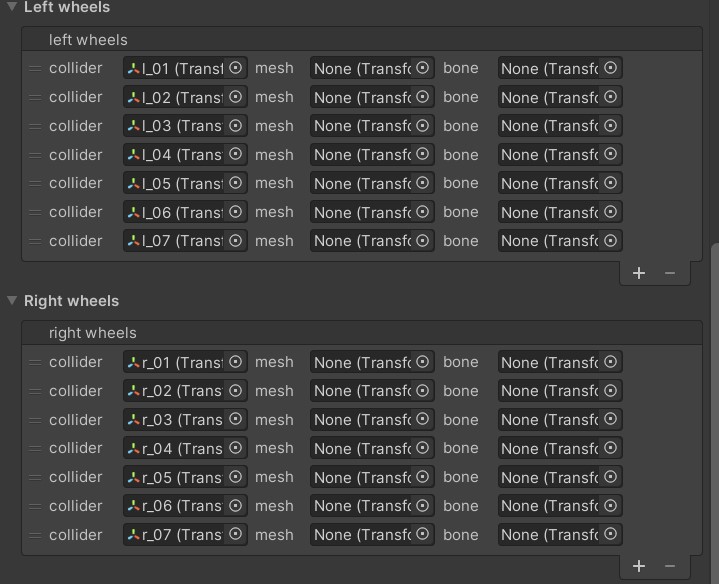 Left wheels
left wheels
collider l_01 (Transf mesh None (Transfo bone None (Transfo
collider l_02 (Transf mesh None (Transfo bone None (Transfo
collider l_03 (Trans mesh None (Transfo bone None (Transfo
collider l_04 (Trans mesh None (Transfo bone None (Transfo
collider l_05 (Trans mesh None (Transfo bone None (Transfo
collider l_06 (Trans mesh None (Transfo bone None (Transfo
collider l_07 (Transf mesh None (Transfo bone None (Transfo
+ −
Right wheels
right wheels
collider r_01 (Trans mesh None (Transfo bone None (Transfo
collider r_02 (Trans mesh None (Transfo bone None (Transfo
collider r_03 (Trans mesh None (Transfo bone None (Transfo
collider r_04 (Trans mesh None (Transfo bone None (Transfo
collider r_05 (Trans mesh None (Transfo bone None (Transfo
collider r_06 (Trans mesh None (Transfo bone None (Transfo
collider r_07 (Trans mesh None (Transfo bone None (Transfo
+ −